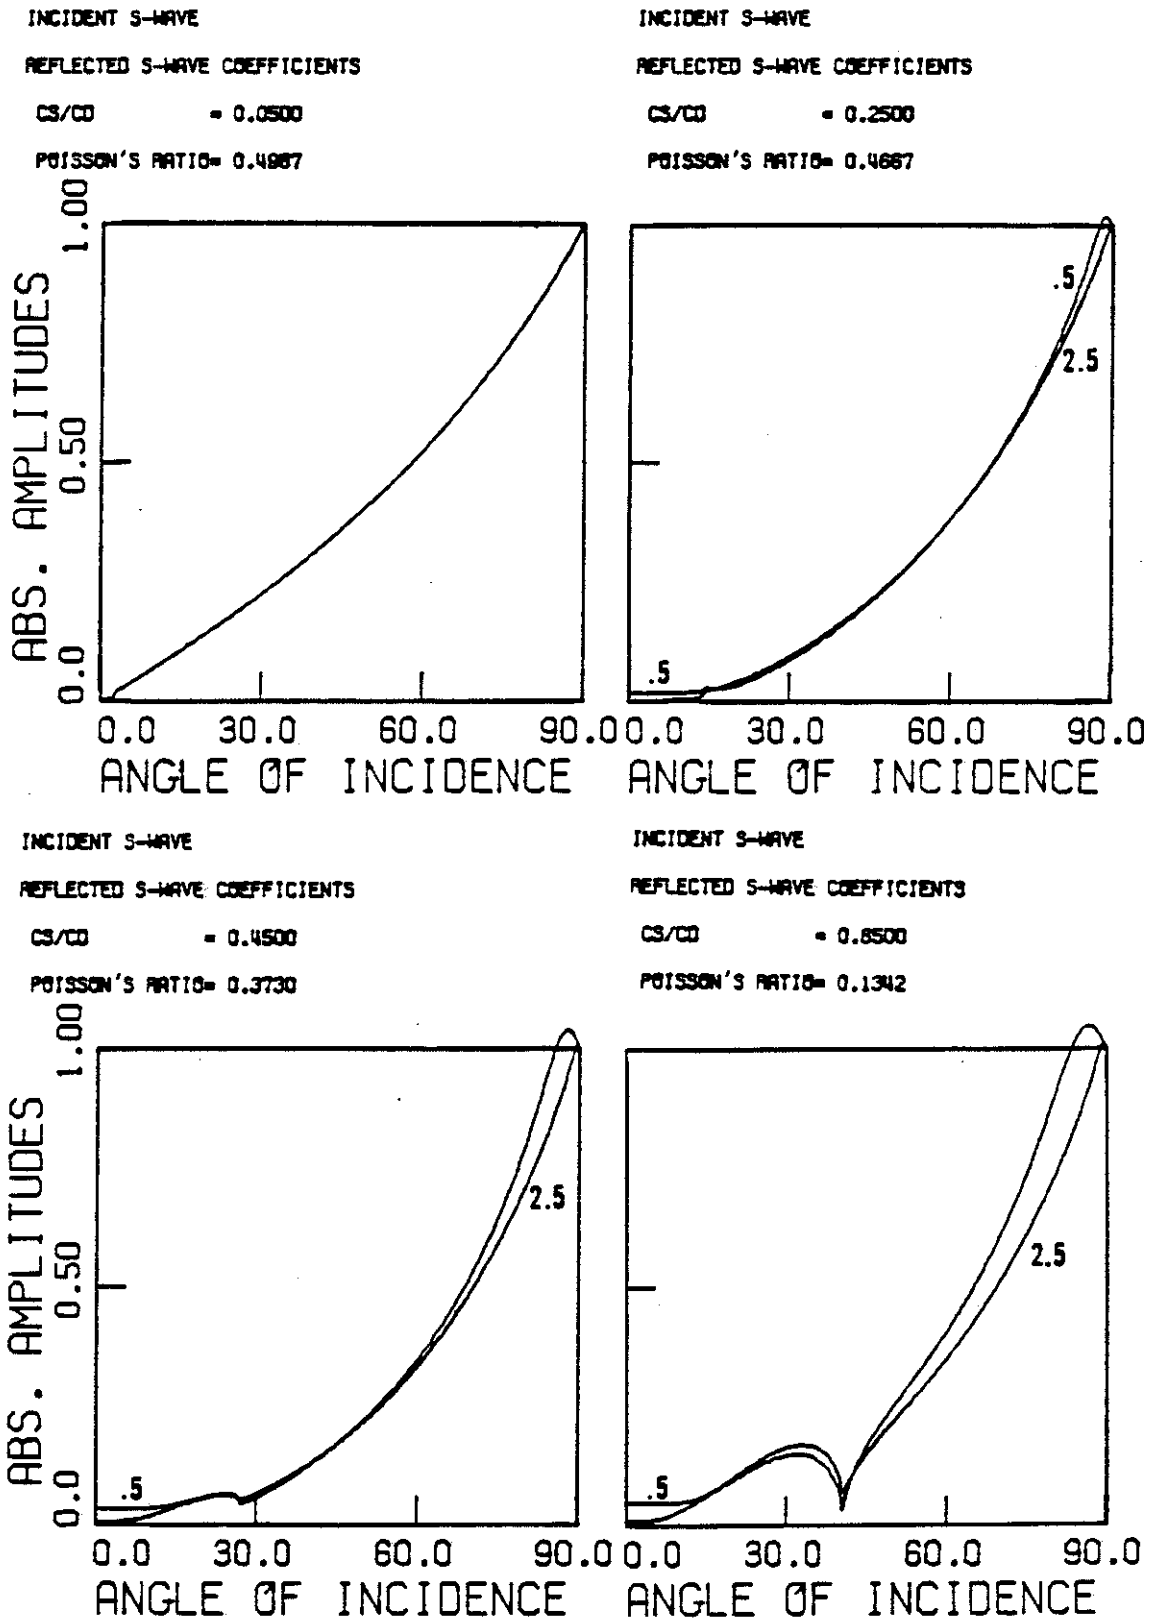 INCIDENT S-WAVE
REFLECTED S-WAVE COEFFICIENTS
CS/CD = 0.0500
POISSON'S RATIO= 0.4987
ABS. AMPLITUDES
1.00
0.50
0.0
0.0 30.0 60.0 90.0
ANGLE OF INCIDENCE
INCIDENT S-WAVE
REFLECTED S-WAVE COEFFICIENTS
CS/CD = 0.2500
POISSON'S RATIO= 0.4667
.5
2.5
.5
0.0 30.0 60.0 90.0
ANGLE OF INCIDENCE
INCIDENT S-WAVE
REFLECTED S-WAVE COEFFICIENTS
CS/CD = 0.4500
POISSON'S RATIO= 0.3730
ABS. AMPLITUDES
1.00
0.50
0.0
2.5
.5
0.0 30.0 60.0 90.0
ANGLE OF INCIDENCE
INCIDENT S-WAVE
REFLECTED S-WAVE COEFFICIENTS
CS/CD = 0.6500
POISSON'S RATIO= 0.1342
2.5
.5
0.0 30.0 60.0 90.0
ANGLE OF INCIDENCE